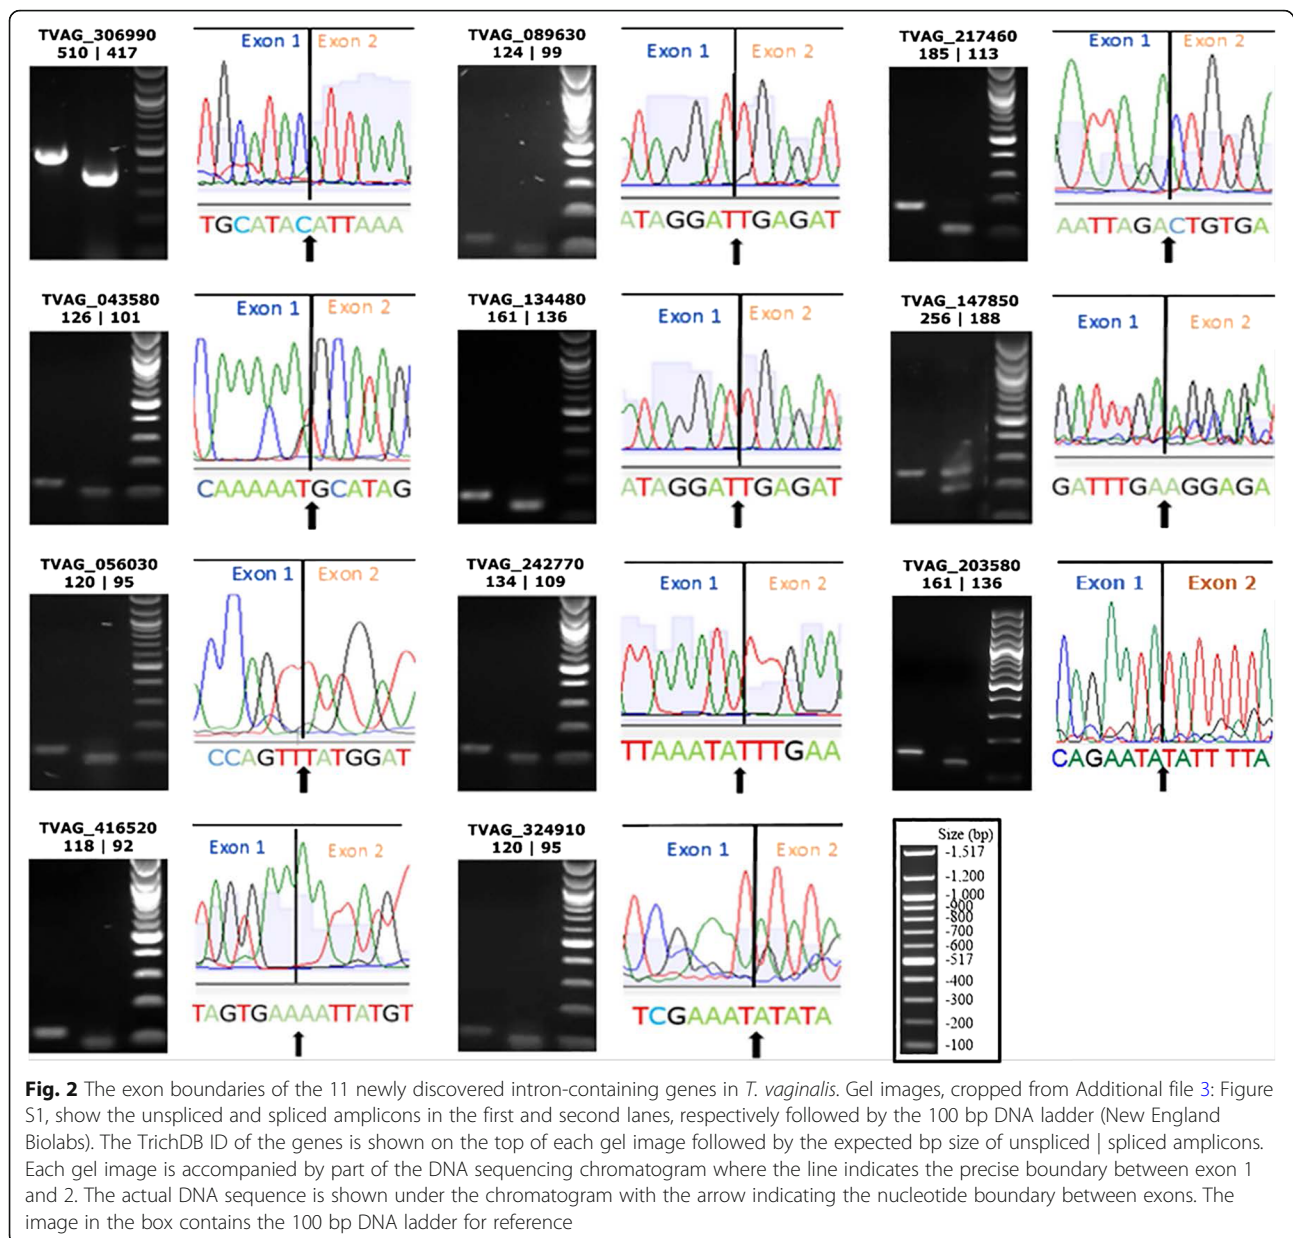 TVAG_306990
510 | 417
Exon 1 Exon 2
TGCATACATTAAA
TVAG_089630
124 | 99
Exon 1 Exon 2
ATAGGATTGAGAT
TVAG_217460
185 | 113
Exon 1 Exon 2
AATTAGACTGTGA
TVAG_043580
126 | 101
Exon 1 Exon 2
CAAAAATGCATAG
TVAG_134480
161 | 136
Exon 1 Exon 2
ATAGGATTGAGAT
TVAG_147850
256 | 188
Exon 1 Exon 2
GATTTGAAGGAGA
TVAG_056030
120 | 95
Exon 1 Exon 2
CCAGTTTATGGAT
TVAG_242770
134 | 109
Exon 1 Exon 2
TTAAATATTTGAA
TVAG_203580
161 | 136
Exon 1 Exon 2
CAGAATATATT TTA
TVAG_416520
118 | 92
Exon 1 Exon 2
TAGTGAAAATTATGT
TVAG_324910
120 | 95
Exon 1 Exon 2
TCGAAATATATA
Size (bp)
-1.517
-1.200
-1.000
-900
-800
-700
-600
-517
-400
-300
-200
-100
Fig. 2 The exon boundaries of the 11 newly discovered intron-containing genes in T. vaginalis. Gel images, cropped from Additional file 3: Figure
S1, show the unspliced and spliced amplicons in the first and second lanes, respectively followed by the 100 bp DNA ladder (New England
Biolabs). The TrichDB ID of the genes is shown on the top of each gel image followed by the expected bp size of unspliced | spliced amplicons.
Each gel image is accompanied by part of the DNA sequencing chromatogram where the line indicates the precise boundary between exon 1
and 2. The actual DNA sequence is shown under the chromatogram with the arrow indicating the nucleotide boundary between exons. The
image in the box contains the 100 bp DNA ladder for reference